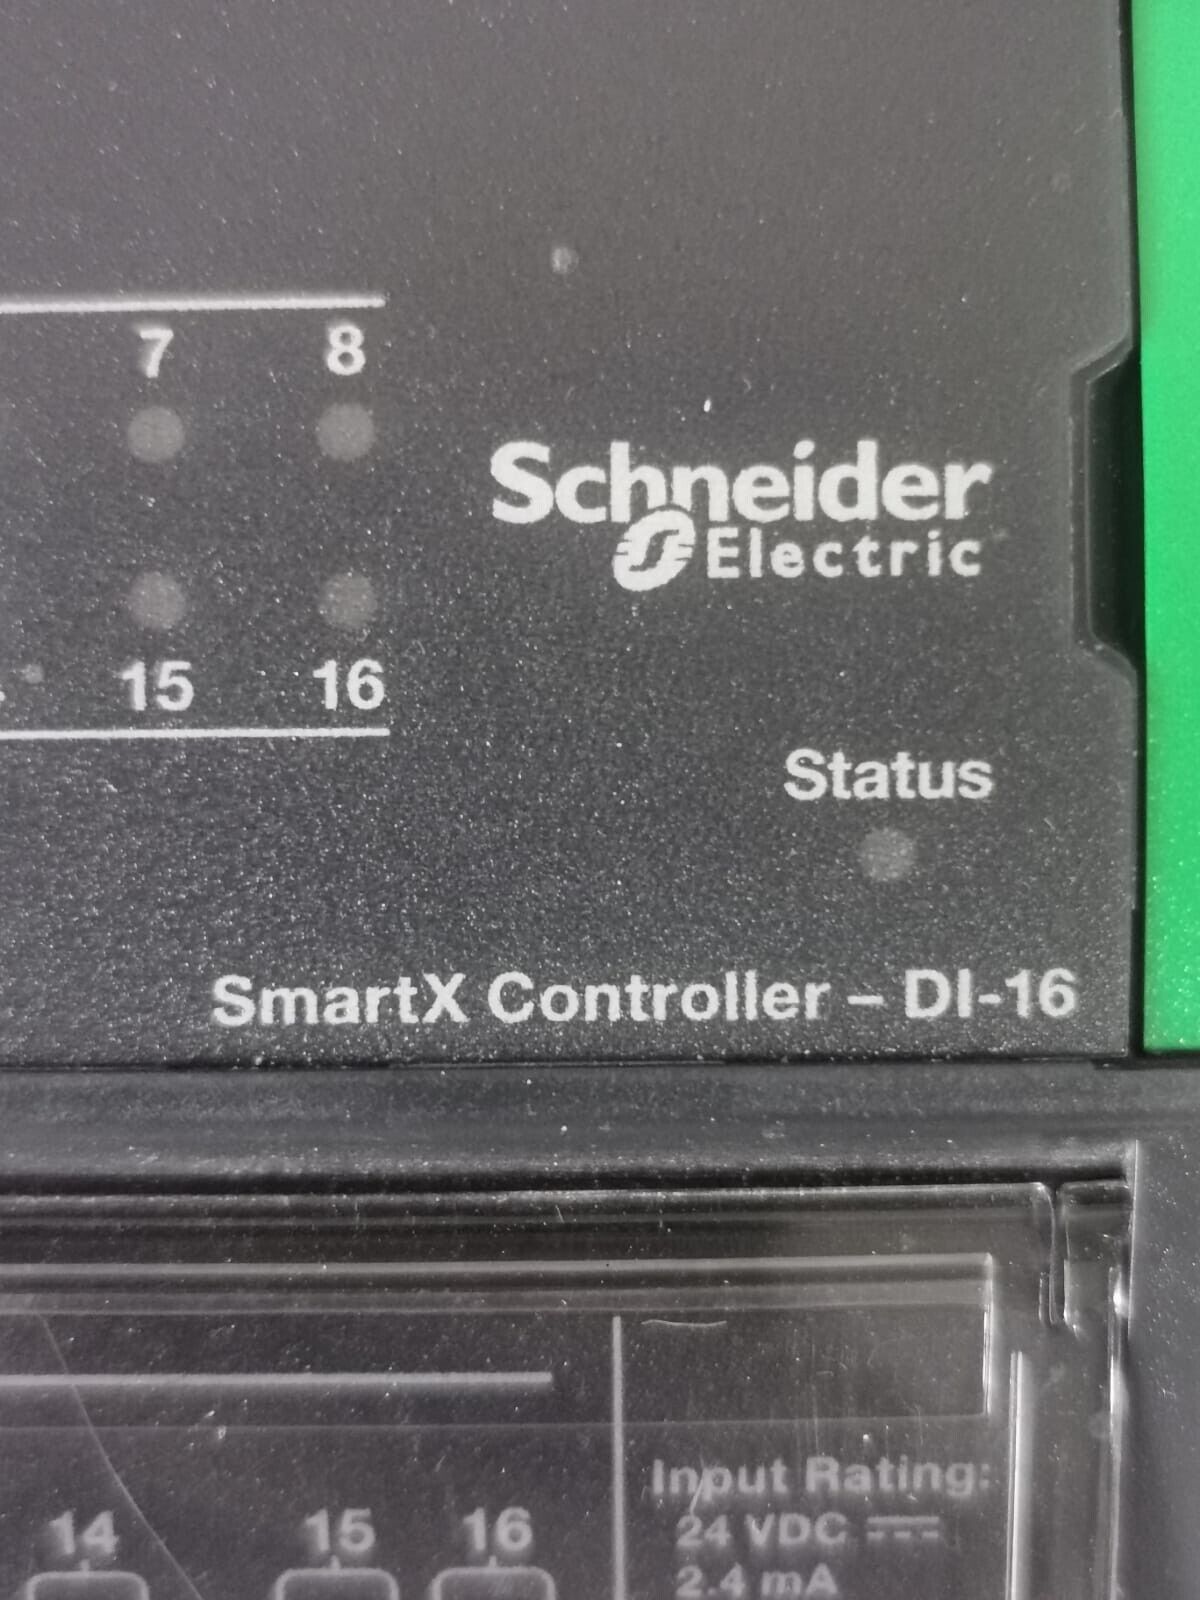 7 8
Schneider
Electric
15 16
Status
SmartX Controller – DI-16
Input Rating:
14 15 16
24 VDC
2.4 mA